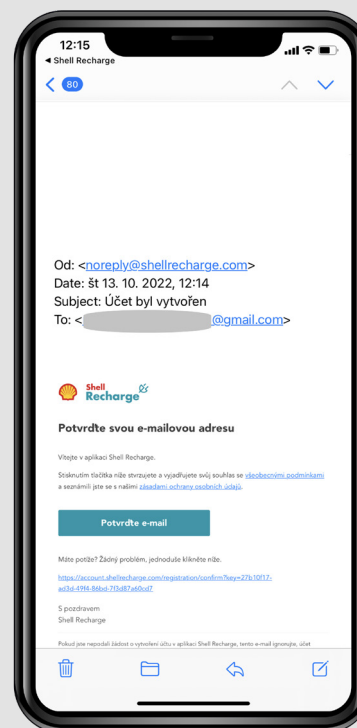 12:15
◀ Shell Recharge
80
Od: <noreply@shellrecharge.com>
Date: št 13. 10. 2022, 12:14
Subject: Účet byl vytvořen
To: < @gmail.com>
Shell
Recharge
Potvrďte svou e-mailovou adresu
Vítejte v aplikaci Shell Recharge.
Stisknutím tlačítka níže stvrzujete a vyjadřujete svůj souhlas se všeobecnými podmínkami
a seznámili jste se s našimi zásadami ochrany osobních údajů.
Potvrďte e-mail
Máte potíže? Žádný problém, jednoduše klikněte níže.
https://account.shellrecharge.com/registration/confirm?key=27b10f17-
ad3d-49f4-86bd-7f3d87a60cd7
S pozdravem
Shell Recharge
Pokud jste nepodali žádost o vytvoření účtu v aplikaci Shell Recharge, tento e-mail ignorujte, účet